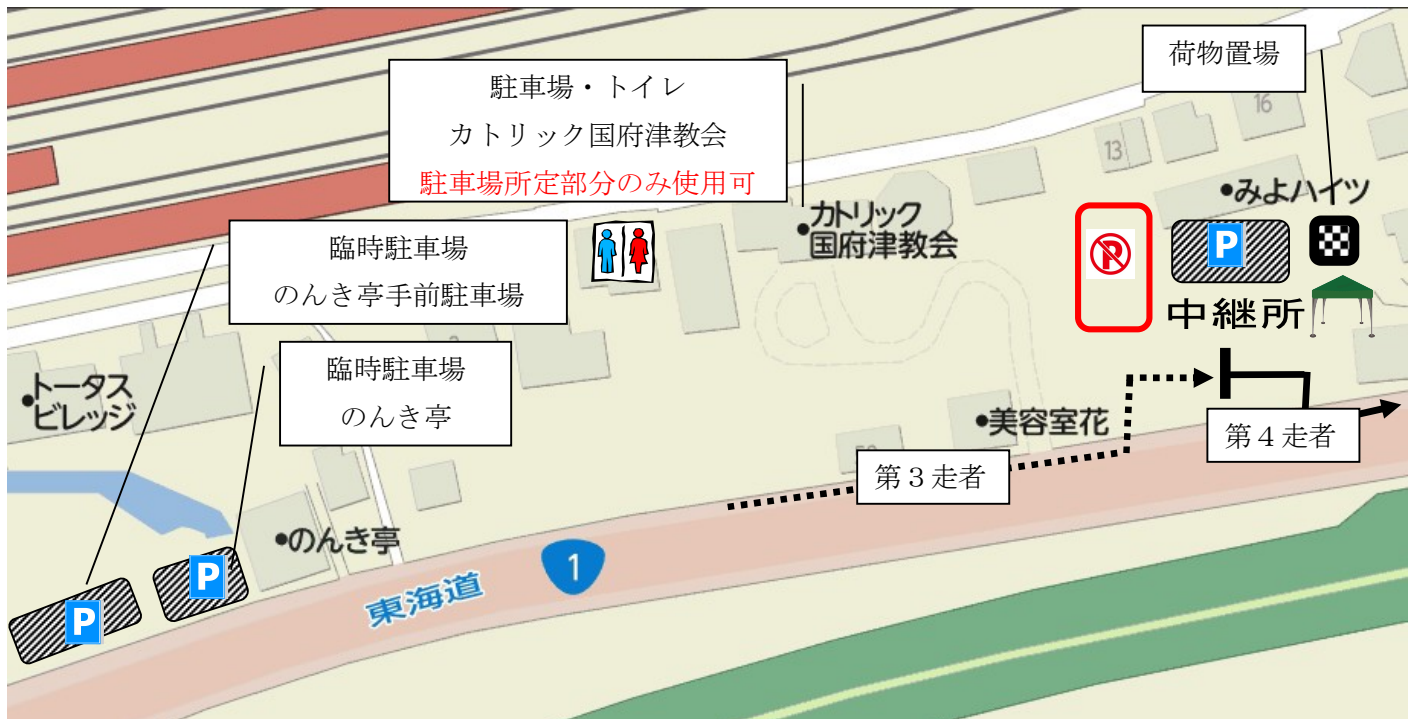 荷物置場
駐車場・トイレ
カトリック国府津教会
駐車場所定部分のみ使用可
16
13
みよハイツ
カトリック
国府津教会
臨時駐車場
のんき亭手前駐車場
P
P
中継所
臨時駐車場
のんき亭
トータス
ビレッジ
美容室花
第４走者
第３走者
のんき亭
1
東海道
P
P